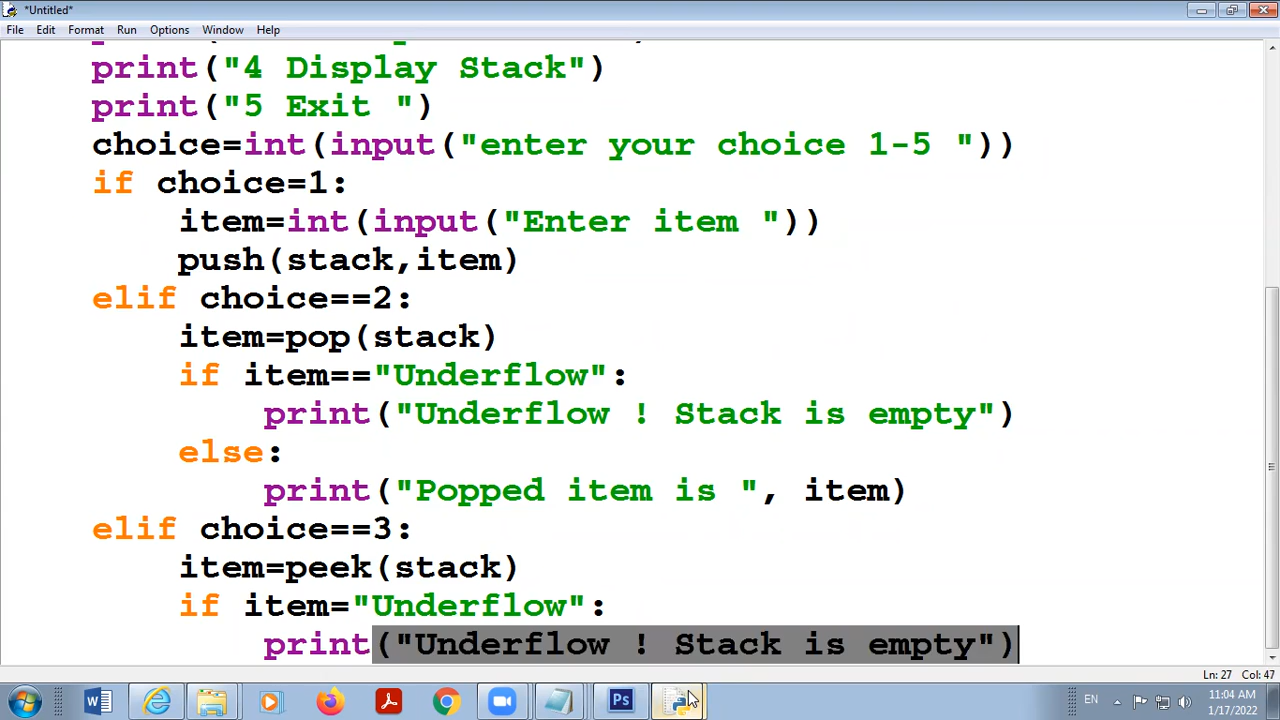 *Untitled*
File Edit Format Run Options Window Help
print("4 Display Stack")
print("5 Exit ")
choice=int(input("enter your choice 1-5 "))
if choice=1:
item=int(input("Enter item "))
push(stack,item)
elif choice==2:
item=pop(stack)
if item=="Underflow":
print("Underflow ! Stack is empty")
else:
print("Popped item is ", item)
elif choice==3:
item=peek(stack)
if item="Underflow":
print("Underflow ! Stack is empty")
Ln: 27 Col: 47
W Ps EN 11:04 AM
1/17/2022